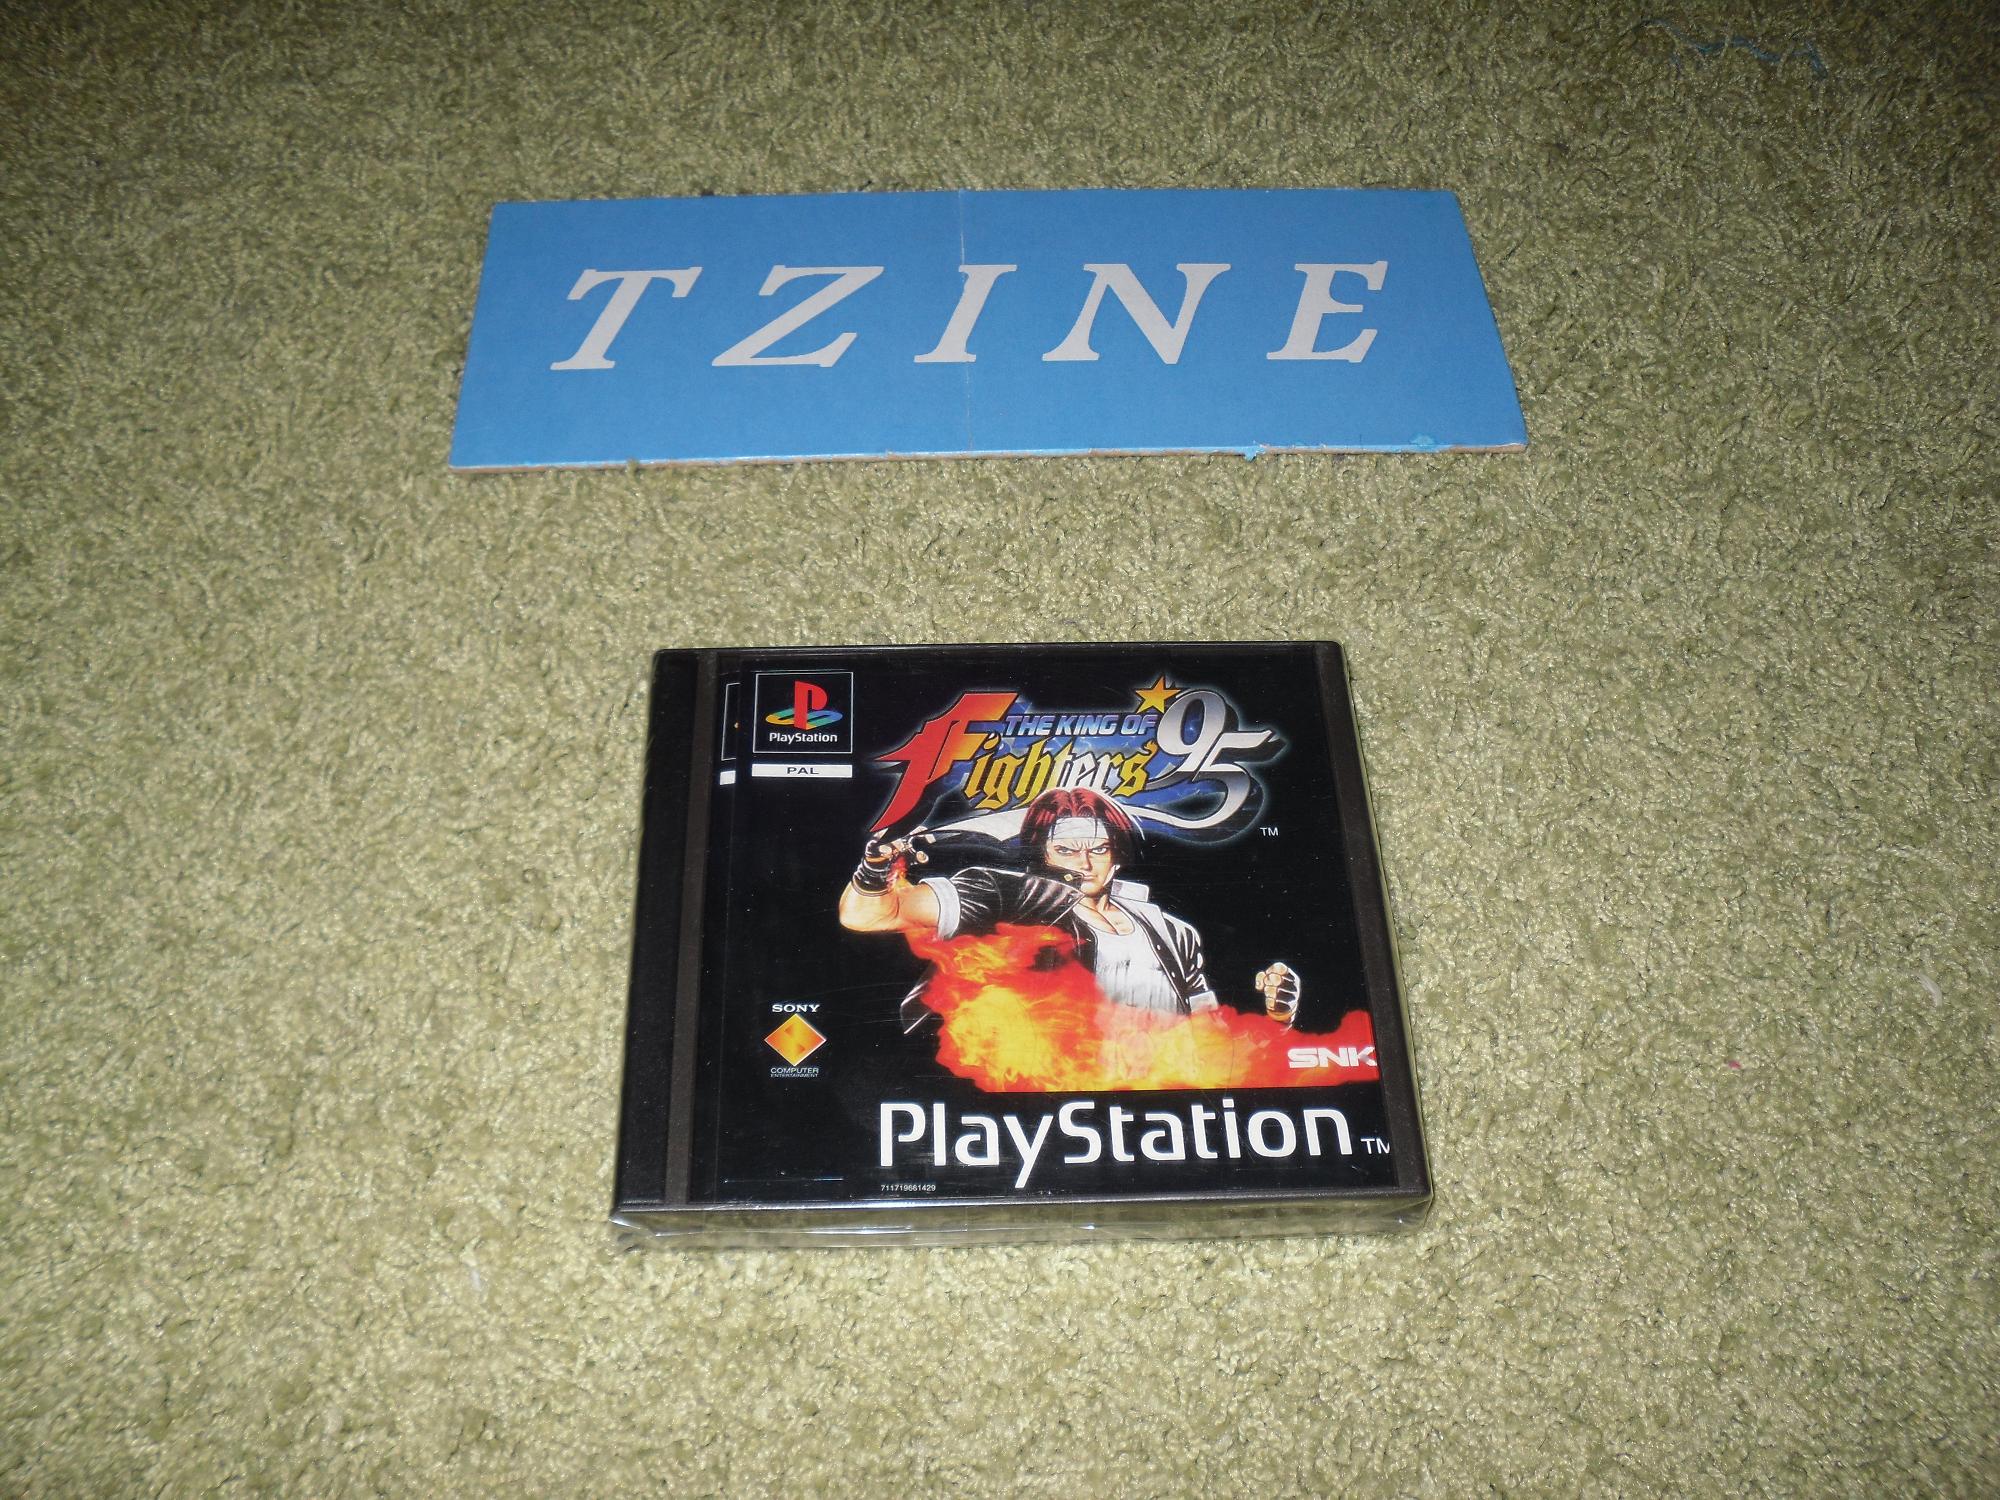 TZINE
PlayStation
PAL
THE KING OF
Fighters '95
TM
SONY
COMPUTER
ENTERTAINMENT
SNK
PlayStation TM
711719661429